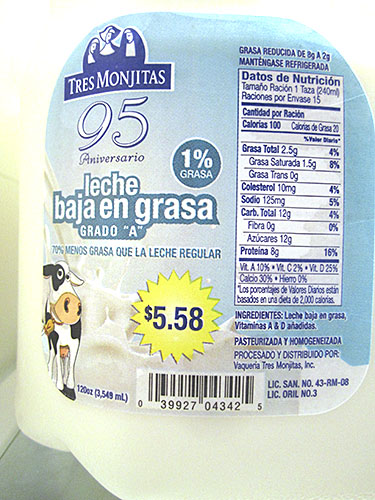 TRES MONJITAS
95
Aniversario
1%
GRASA
leche
baja en grasa
GRADO "A"
70% MENOS GRASA QUE LA LECHE REGULAR
$5.58
120oz (3,549 mL)
0 39927 04342 5
GRASA REDUCIDA DE 8g A 2g
MANTÉNGASE REFRIGERADA
Datos de Nutrición
Tamaño Ración 1 Taza (240ml)
Raciones por Envase 15
Cantidad por Ración
Calorías 100 Calorías de Grasa 20
%Valor Diario*
Grasa Total 2.5g 4%
Grasa Saturada 1.5g 8%
Grasa Trans 0g
Colesterol 10mg 4%
Sodio 125mg 5%
Carb. Total 12g 4%
Fibra 0g 0%
Azúcares 12g
Proteína 8g 16%
Vit. A 10% • Vit. C 2% • Vit. D 25%
Calcio 30% • Hierro 0%
*Los porcentajes de Valores Diarios están
basados en una dieta de 2,000 calorías.
INGREDIENTES: Leche baja en grasa,
Vitaminas A & D añadidas.
PASTEURIZADA Y HOMOGENEIZADA
PROCESADO Y DISTRIBUIDO POR:
Vaquería Tres Monjitas, Inc.
LIC. SAN. NO. 43-RM-08
LIC. ORIL NO.3